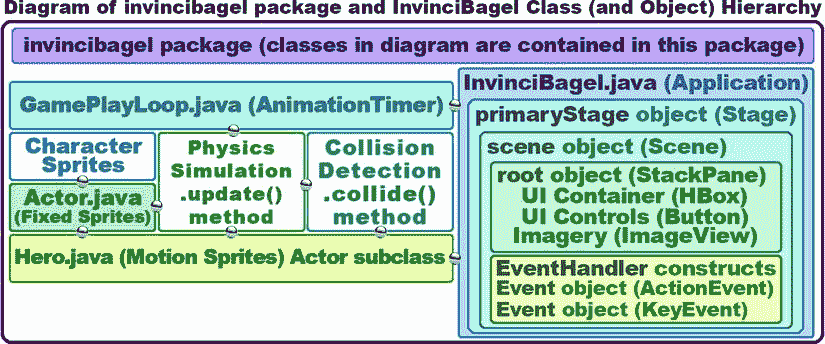 Diagram of invincibagel package and InvinciBagel Class (and Object) Hierarchy
invincibagel package (classes in diagram are contained in this package)
GamePlayLoop.java (AnimationTimer)
Character
Sprites
Physics
Simulation
.update()
method
Collision
Detection
.collide()
method
Actor.java
(Fixed Sprites)
Hero.java (Motion Sprites) Actor subclass
InvinciBagel.java (Application)
primaryStage object (Stage)
scene object (Scene)
root object (StackPane)
UI Container (HBox)
UI Controls (Button)
Imagery (ImageView)
EventHandler constructs
Event object (ActionEvent)
Event object (KeyEvent)